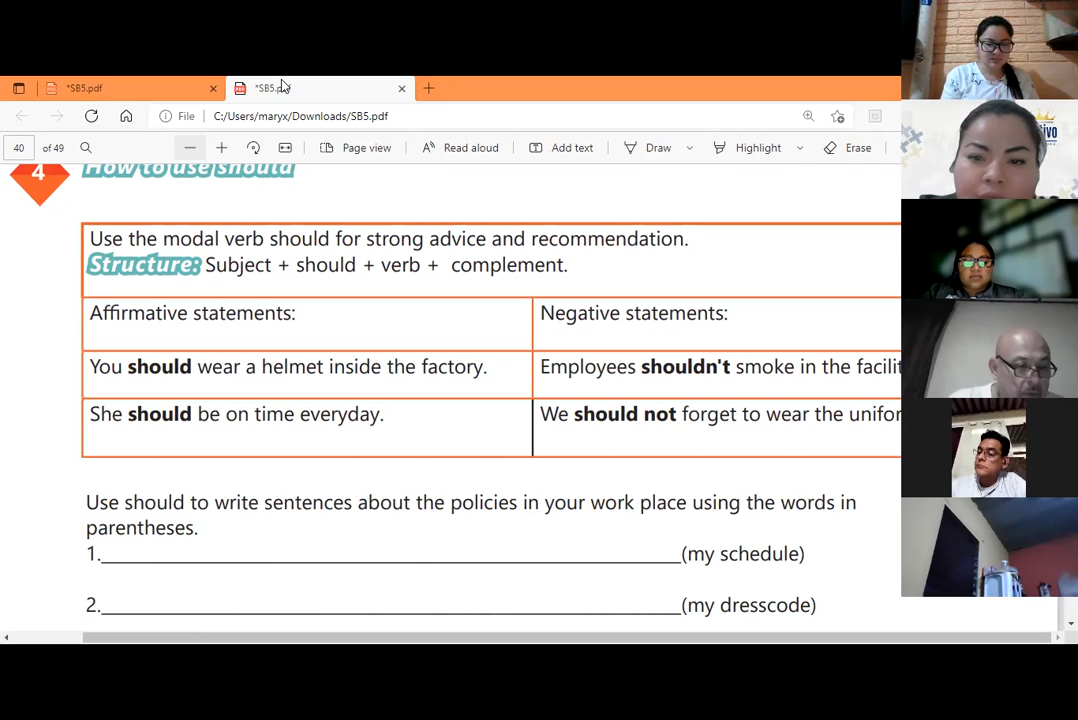 *SB5.pdf
*SB5.p
File
C:/Users/maryx/Downloads/SB5.pdf
40 of 49
Page view
Read aloud
Add text
Draw
Highlight
Erase
4
How to use should
Use the modal verb should for strong advice and recommendation.
Structure: Subject + should + verb + complement.
Affirmative statements:
Negative statements:
You should wear a helmet inside the factory.
Employees shouldn't smoke in the facilit
She should be on time everyday.
We should not forget to wear the unifor
Use should to write sentences about the policies in your work place using the words in
parentheses.
1. (my schedule)
2. (my dresscode)